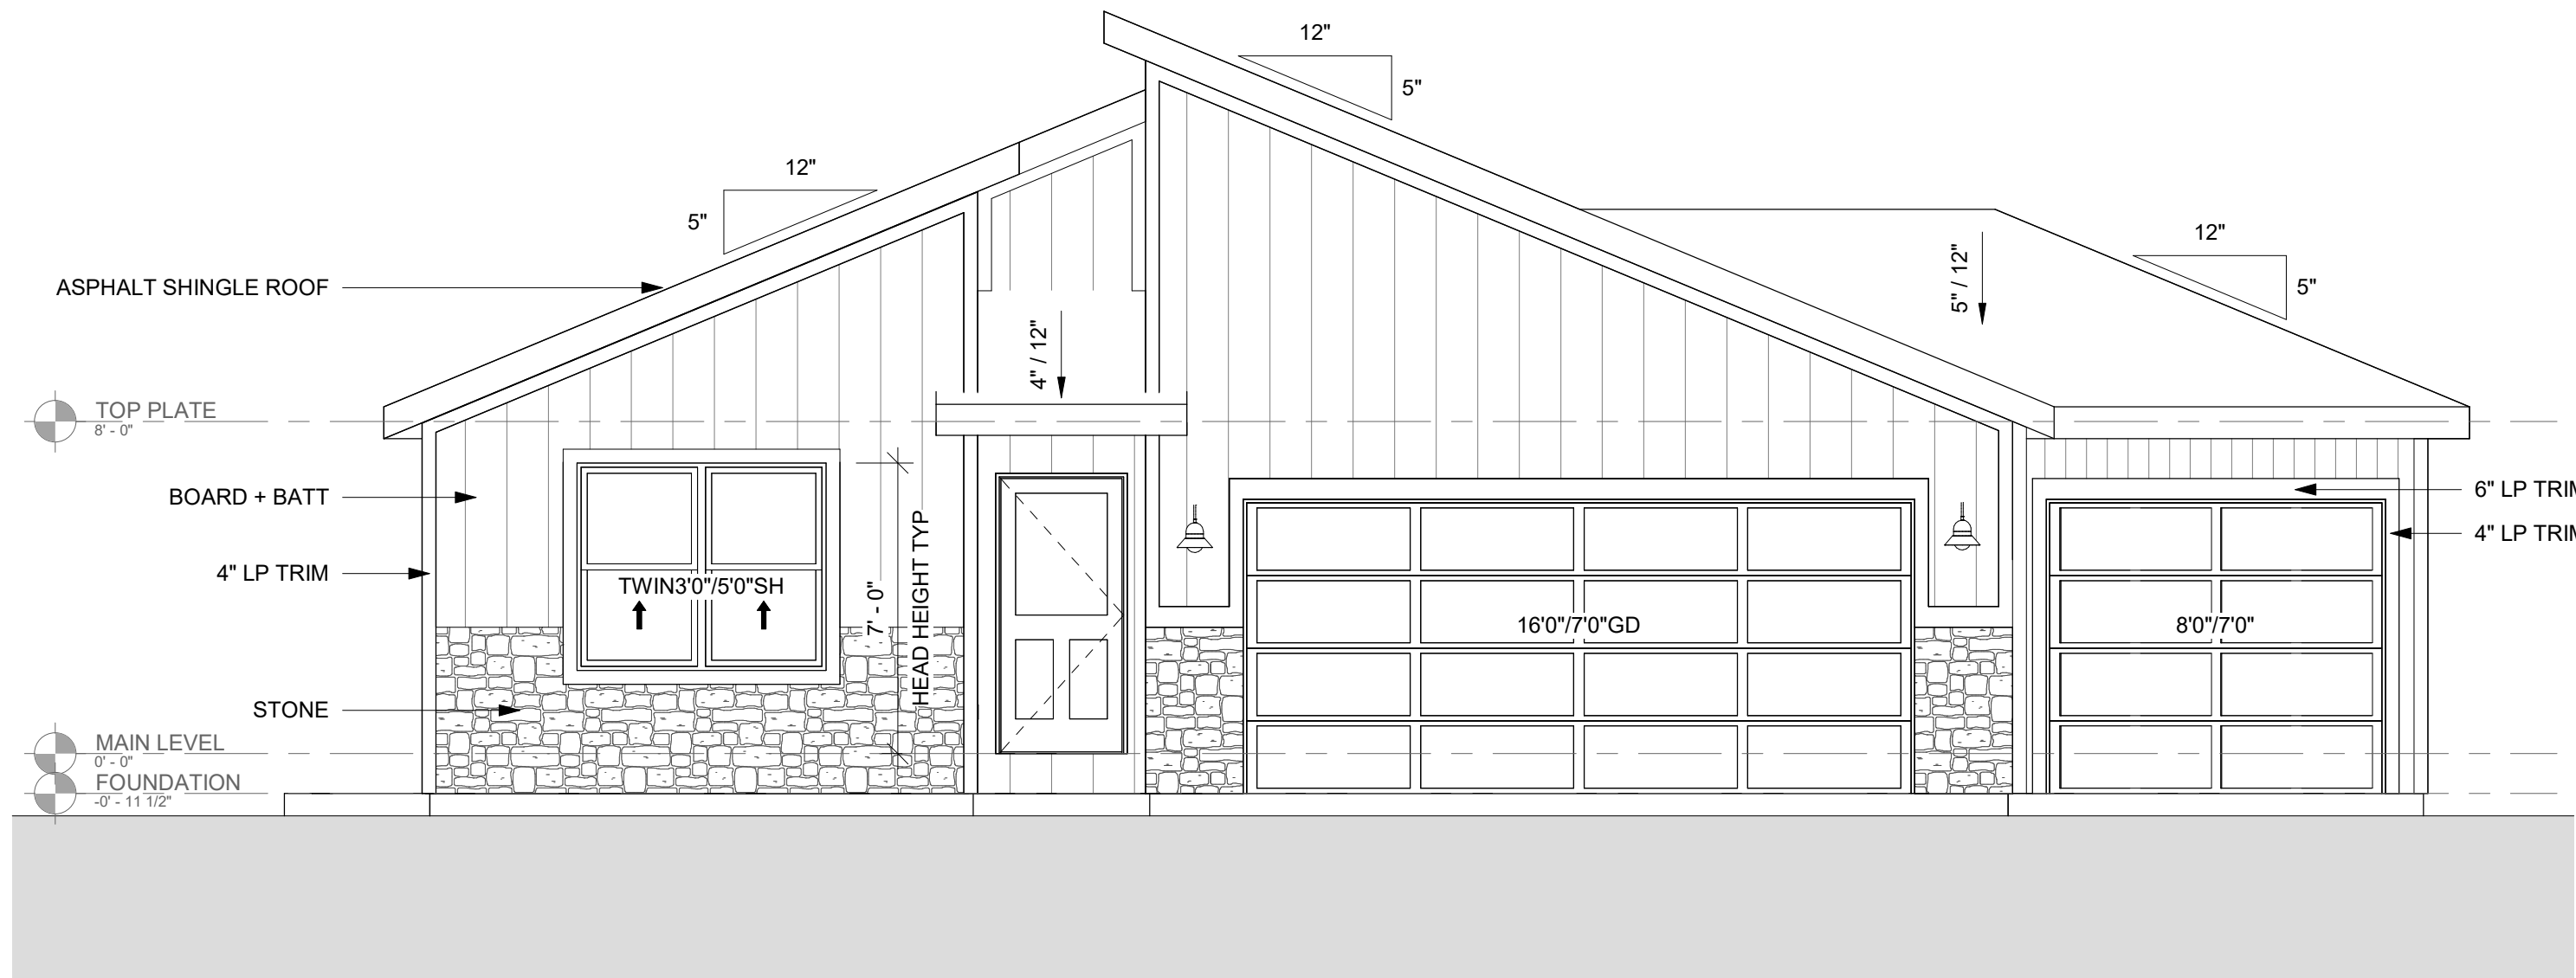 12"
5"
12"
5"
12"
5"
5" / 12"
ASPHALT SHINGLE ROOF
4" / 12"
TOP PLATE
8' - 0"
BOARD + BATT
6" LP TRIM
4" LP TRIM
4" LP TRIM
TWIN3'0"/5'0"SH
7' - 0"
HEAD HEIGHT TYP
16'0"/7'0"GD
8'0"/7'0"
STONE
MAIN LEVEL
0' - 0"
FOUNDATION
-0' - 11 1/2"